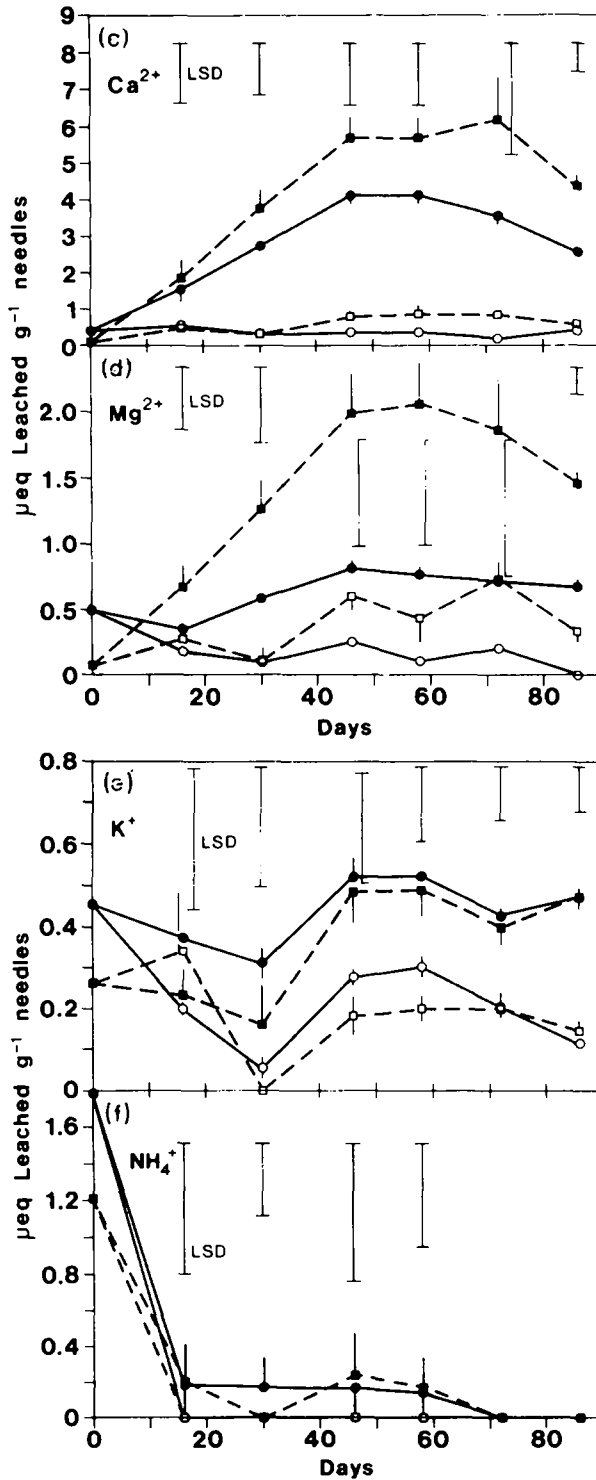 (c)
Ca2+
LSD
9
8
7
6
5
4
3
2
1
0
(d)
Mg2+
LSD
2.0
1.5
1.0
0.5
0
0 20 40 60 80
Days
µeq Leached g-1 needles
0.8
(e)
K+
LSD
0.6
0.4
0.2
0
(f)
NH4+
LSD
1.6
1.2
0.8
0.4
0
0 20 40 60 80
Days
µeq Leached g-1 needles